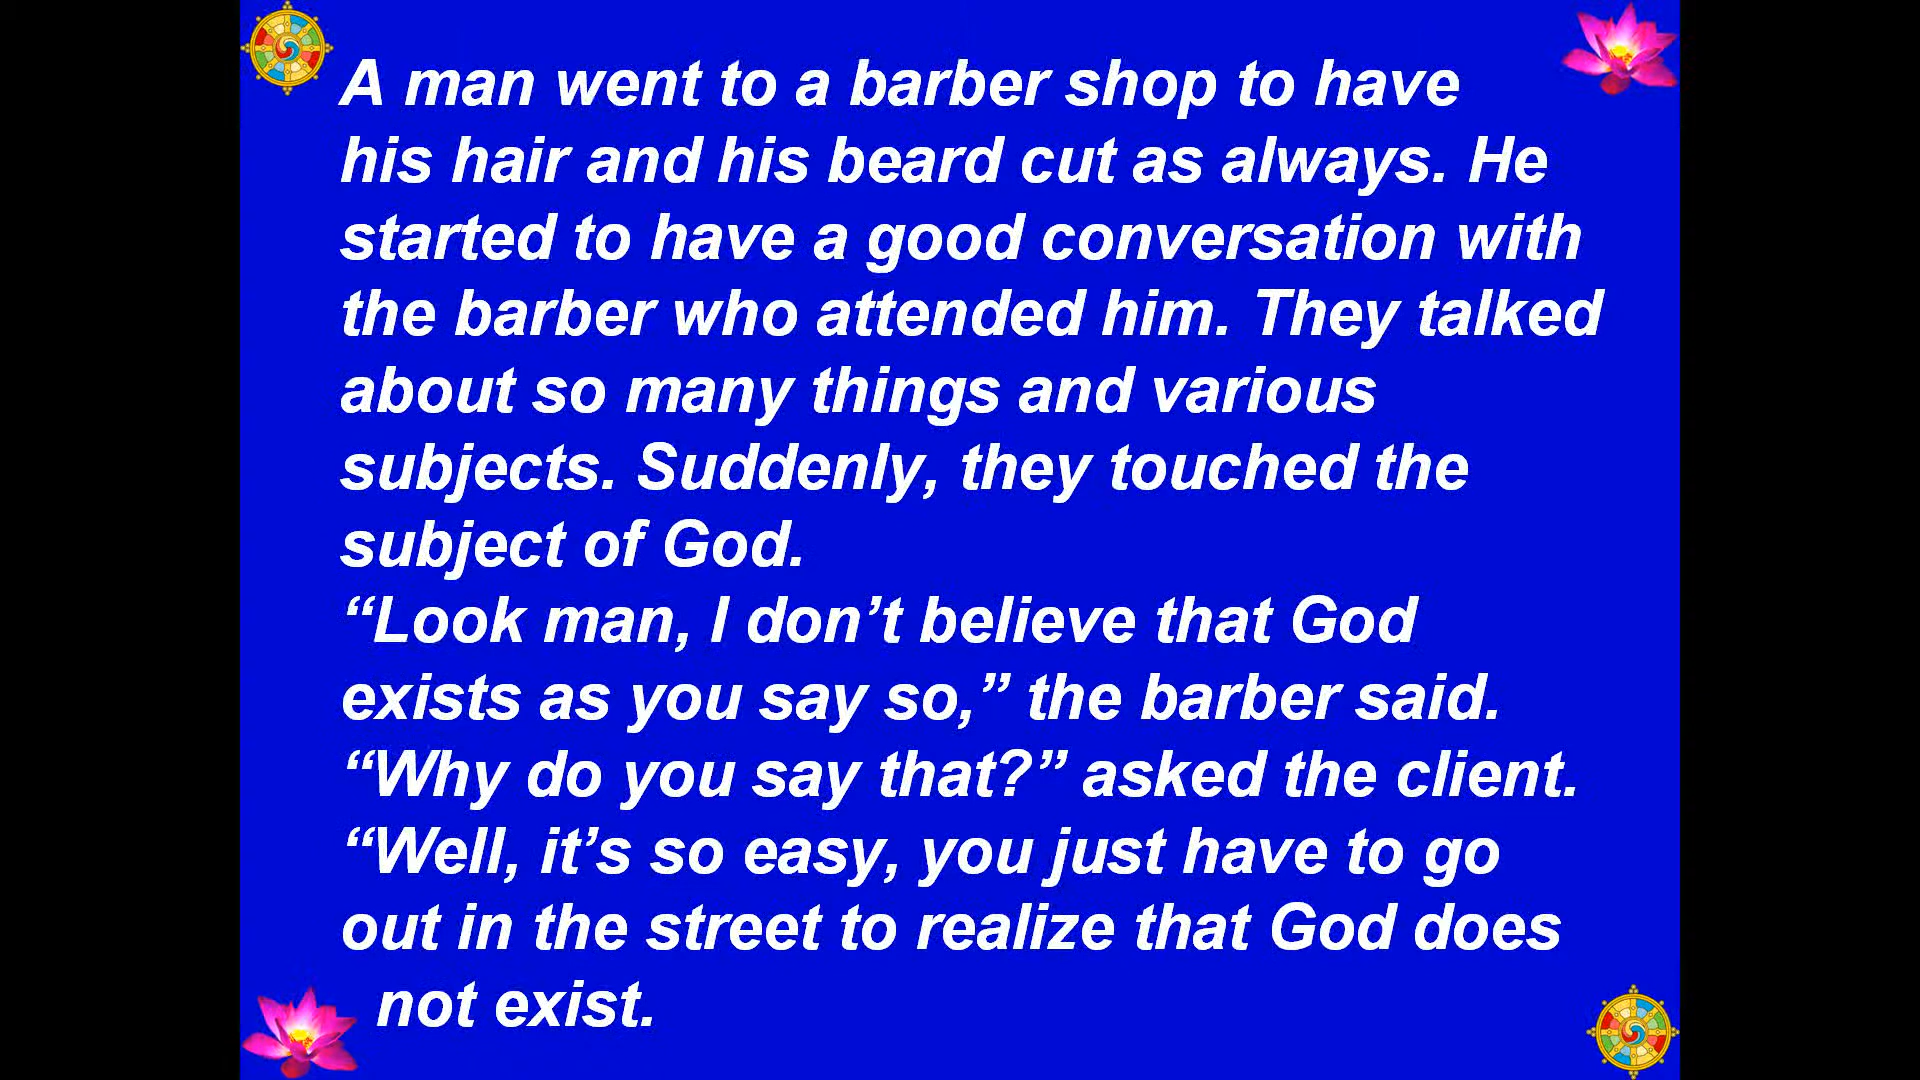 A man went to a barber shop to have
his hair and his beard cut as always. He
started to have a good conversation with
the barber who attended him. They talked
about so many things and various
subjects. Suddenly, they touched the
subject of God.
“Look man, I don’t believe that God
exists as you say so,” the barber said.
“Why do you say that?” asked the client.
“Well, it’s so easy, you just have to go
out in the street to realize that God does
not exist.